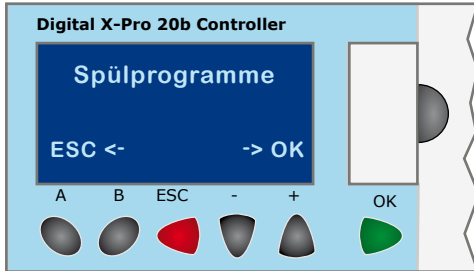 Digital X-Pro 20b Controller
Spülprogramme
ESC <- -> OK
A B ESC - + OK